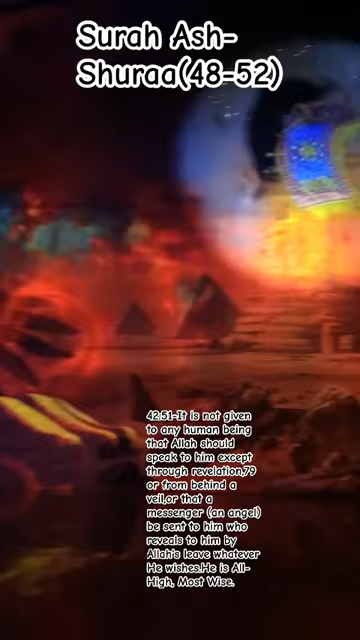 Surah Ash-
Shuraa(48-52)
42:51-It is not given
to any human being
that Allah should
speak to him except
through revelation,79
or from behind a
veil,or that a
messenger (an angel)
be sent to him who
reveals to him by
Allah's leave whatever
He wishes.He is All-
High, Most Wise.